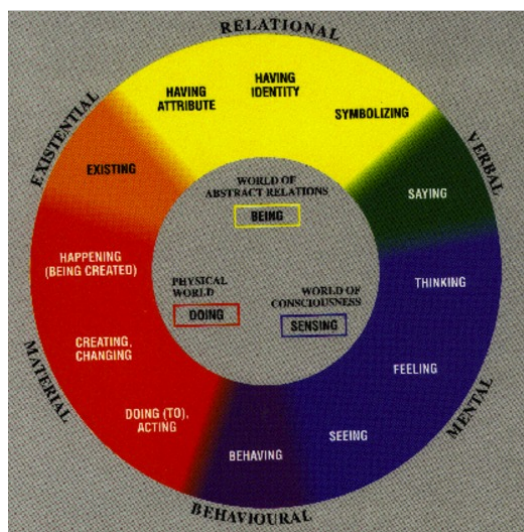 RELATIONAL
HAVING
ATTRIBUTE
HAVING
IDENTITY
SYMBOLIZING
EXISTENTIAL
EXISTING
VERBAL
SAYING
WORLD OF
ABSTRACT RELATIONS
BEING
HAPPENING
(BEING CREATED)
PHYSICAL
WORLD
DOING
WORLD OF
CONSCIOUSNESS
SENSING
THINKING
CREATING,
CHANGING
FEELING
MATERIAL
DOING (TO),
ACTING
BEHAVING
SEEING
MENTAL
BEHAVIOURAL